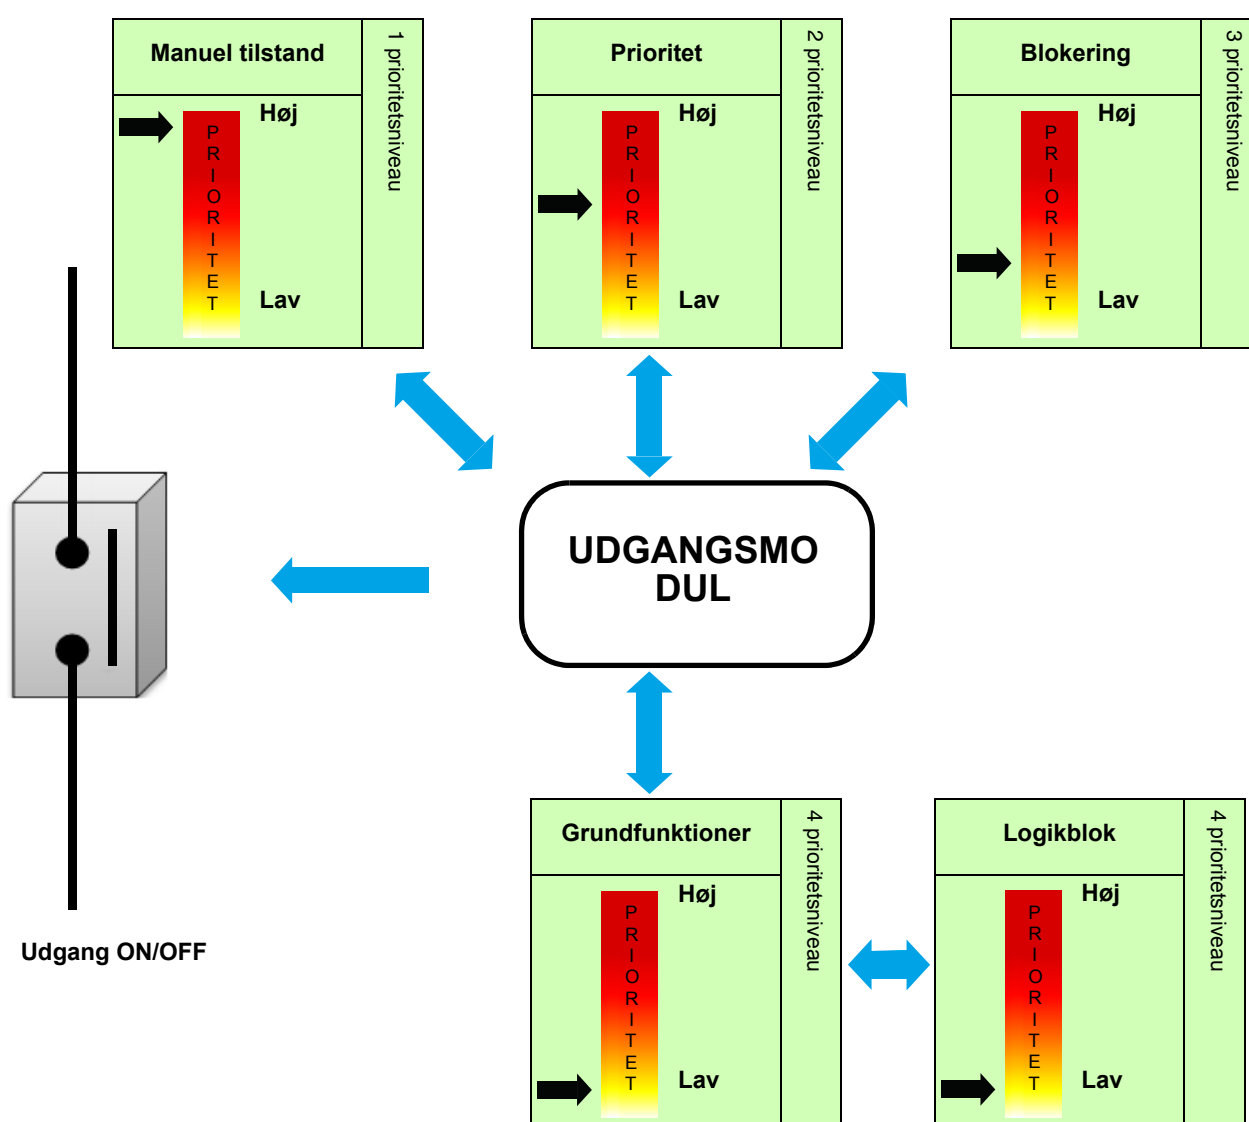 Manuel tilstand
1 prioritetsniveau
Høj
PRIORITET
Lav
Prioritet
2 prioritetsniveau
Høj
PRIORITET
Lav
Blokering
3 prioritetsniveau
Høj
PRIORITET
Lav
UDGANGSMO
DUL
Udgang ON/OFF
Grundfunktioner
4 prioritetsniveau
Høj
PRIORITET
Lav
Logikblok
4 prioritetsniveau
Høj
PRIORITET
Lav